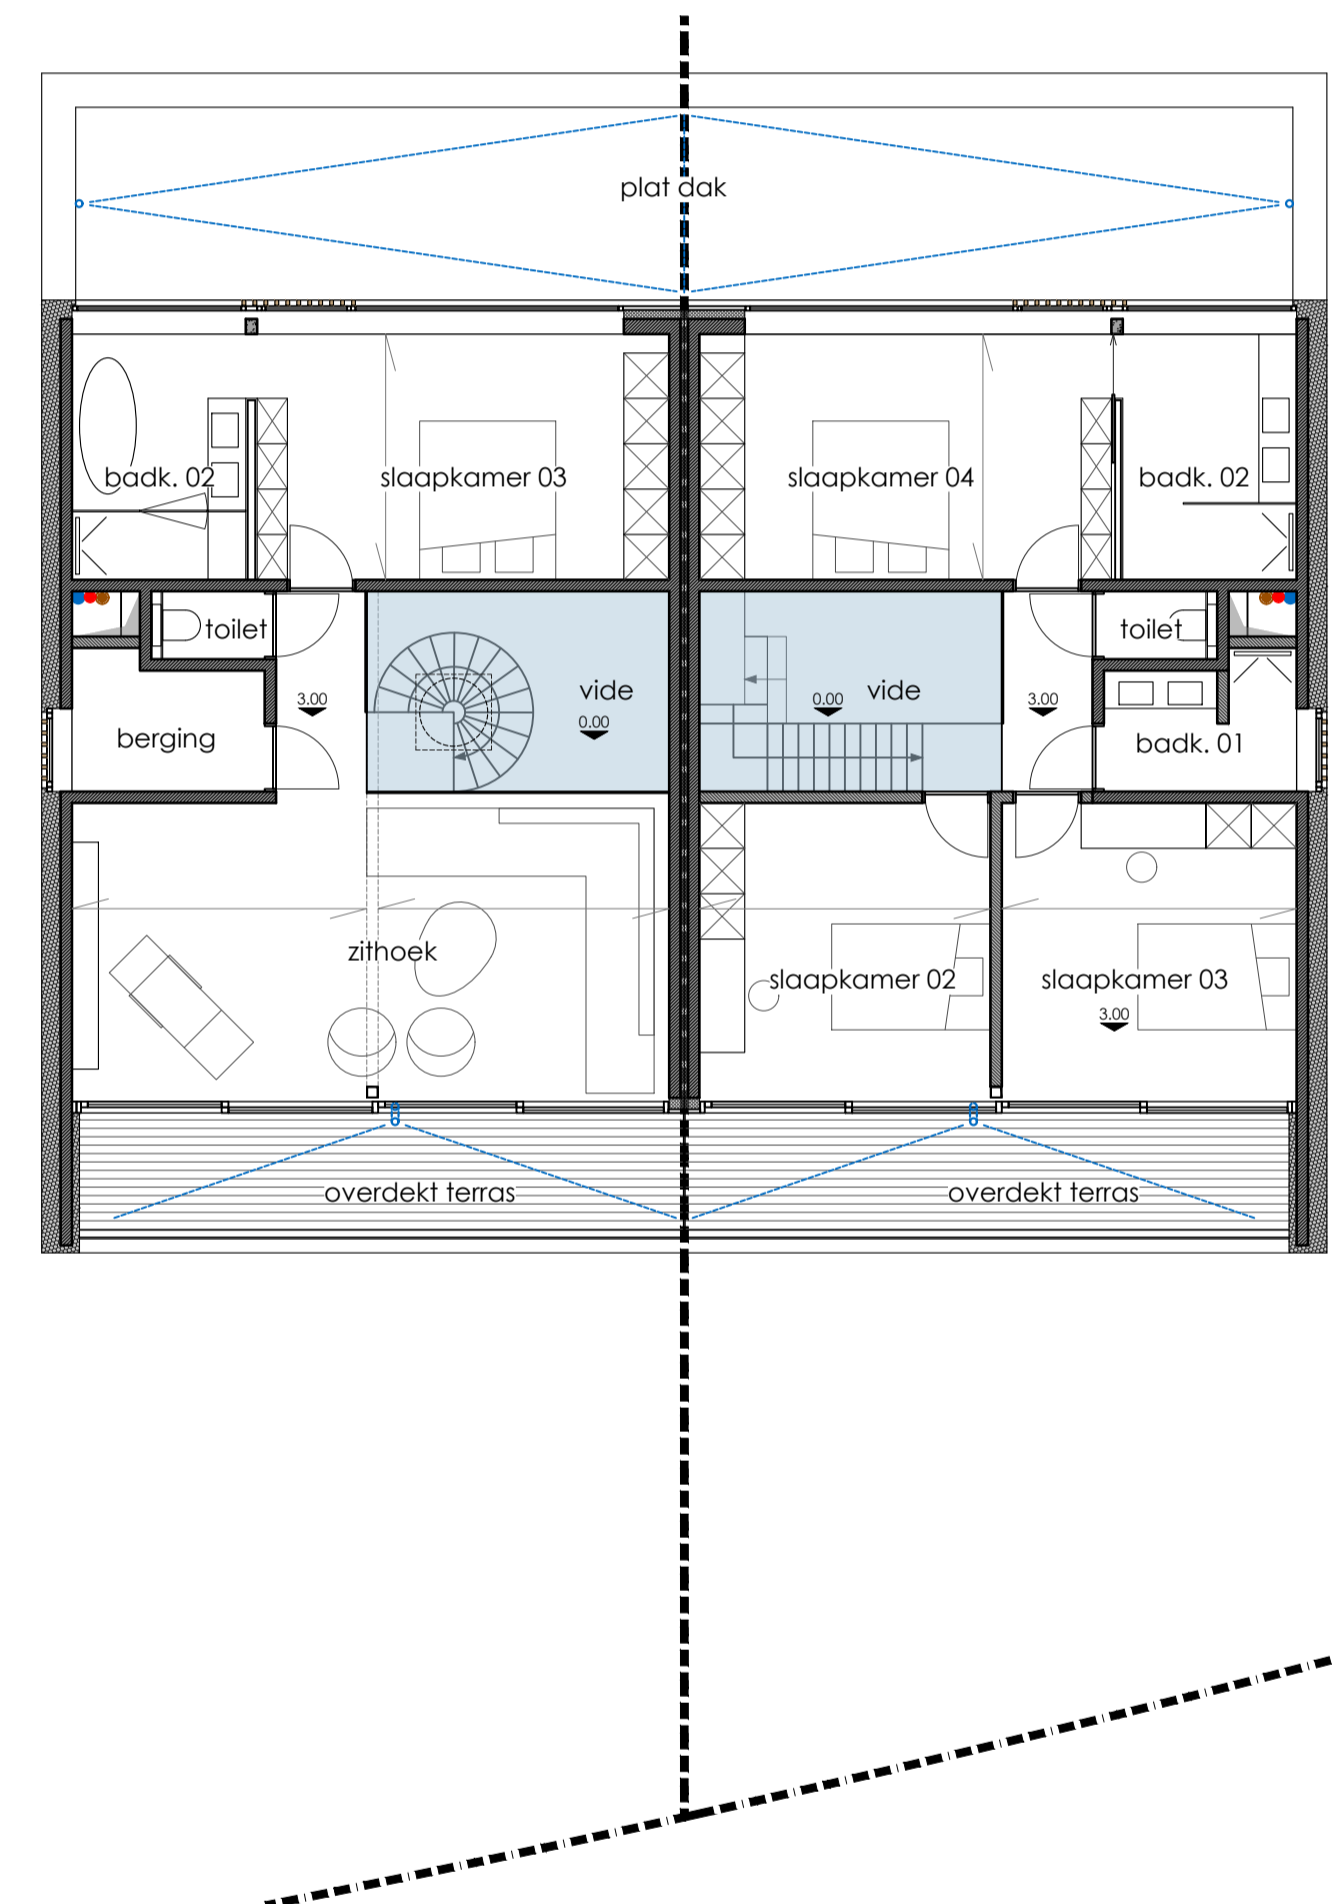 plat dak
badk. 02
slaapkamer 03
slaapkamer 04
badk. 02
toilet
toilet
3.00
vide
0.00
0.00
vide
3.00
berging
badk. 01
zithoek
slaapkamer 02
slaapkamer 03
3.00
overdekt terras
overdekt terras